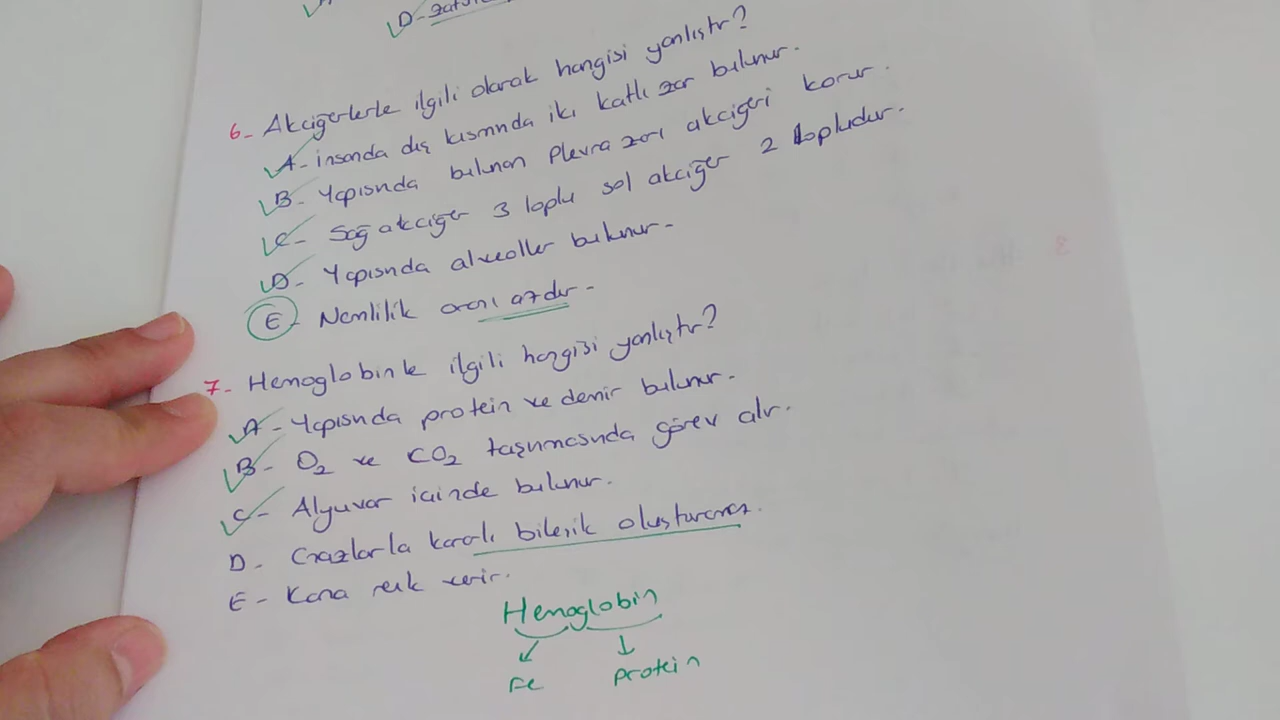 D-
6- Akciğerlerle ilgili olarak hangisi yanlıştır?
A- insanda dış kısmında iki katlı zar bulunur.
B- Yapısında bulunan Plevra zarı akciğeri korur.
C- Sağ akciğer 3 loplu sol akciğer 2 lopludur.
D- Yapısında alveoller bulunur.
E- Nemlilik oranı azdır.
7- Hemoglobinle ilgili hangisi yanlıştır?
A- Yapısında protein ve demir bulunur.
B- O₂ ve CO₂ taşınmasında görev alır.
C- Alyuvar içinde bulunur.
D- Gazlarla kararlı bileşik oluşturamaz.
E- Kana renk verir.
Hemoglobin
Fe Protein